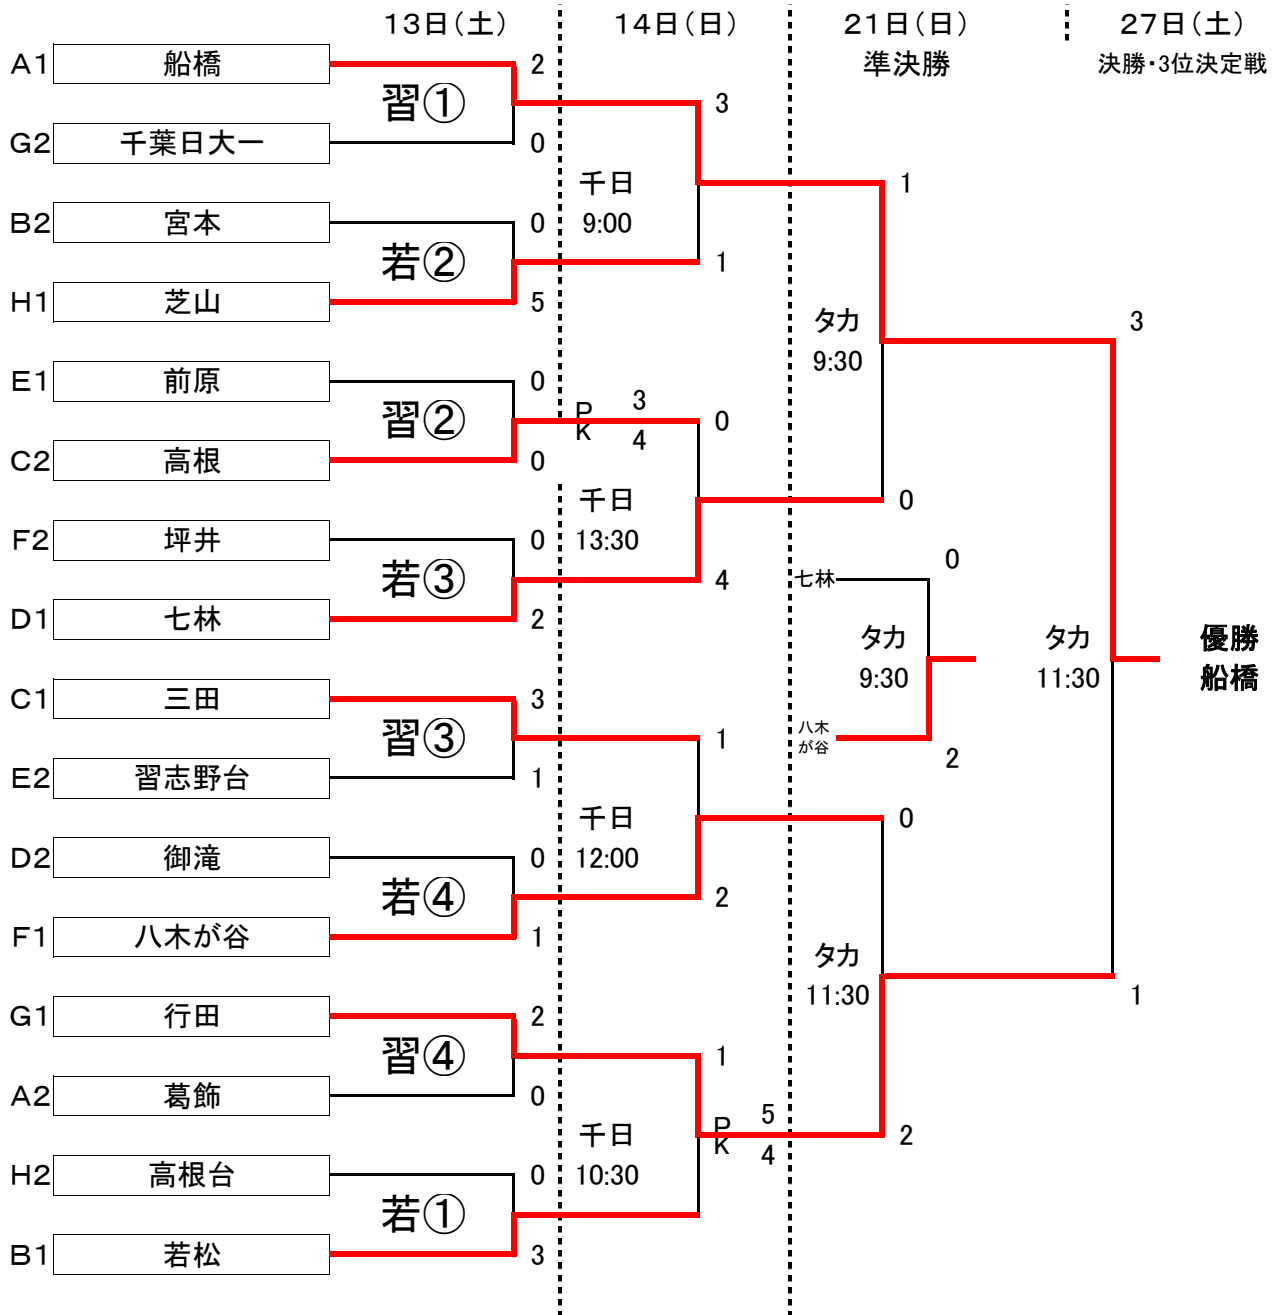 13日(土) 14日(日) 21日(日) 27日(土)
準決勝 決勝・3位決定戦
A1 船橋 2
習① 3
G2 千葉日大一 0
千日 1
B2 宮本 0 9:00
若② 1
H1 芝山 5
タカ 3
9:30
E1 前原 0
習② PK 3 0
4
C2 高根 0
千日 0
F2 坪井 0 13:30
0
若③ 4 七林
D1 七林 2
タカ タカ 優勝
9:30 11:30 船橋
C1 三田 3
習③ 1 八木
が谷
2
E2 習志野台 1
千日 0
D2 御滝 0 12:00
若④ 2
F1 八木が谷 1
タカ
11:30 1
G1 行田 2
習④ 1
A2 葛飾 0
PK 5
千日 2
4
H2 高根台 0 10:30
若①
B1 若松 3